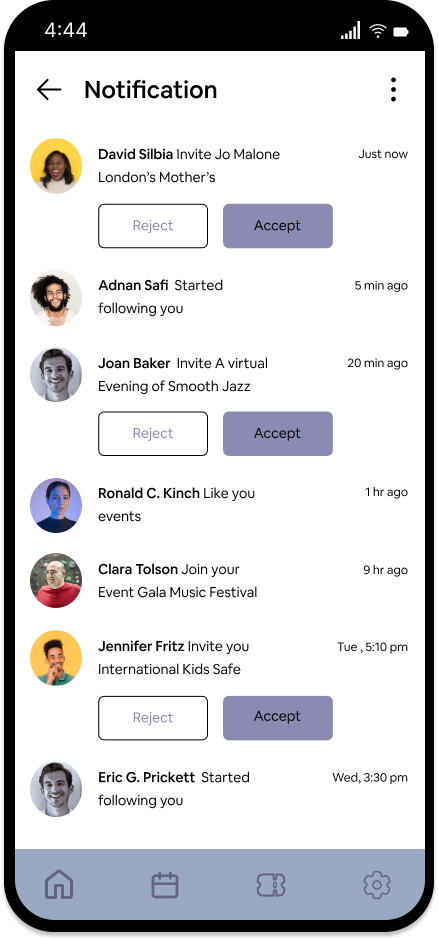 4:44
Notification
David Silbia Invite Jo Malone
Just now
London's Mother's
Reject
Accept
Adnan Safi Started
5 min ago
following you
Joan Baker Invite A virtual
20 min ago
Evening of Smooth Jazz
Reject
Accept
Ronald C. Kinch Like you
1 hr ago
events
Clara Tolson Join your
9 hr ago
Event Gala Music Festival
Jennifer Fritz Invite you
Tue , 5:10 pm
International Kids Safe
Reject
Accept
Eric G. Prickett Started
Wed, 3:30 pm
following you